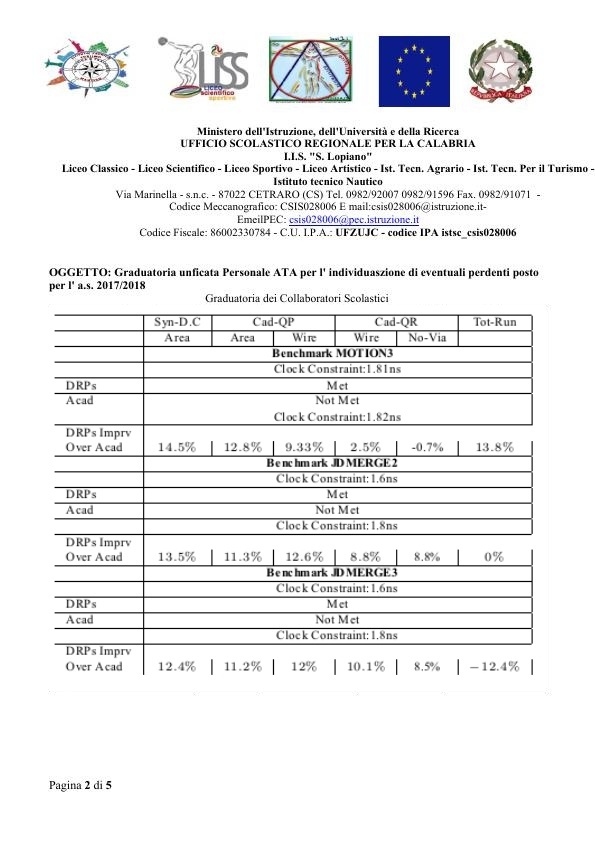 LISS
LICEO
scientifico
sportivo
REPVBBLICA ITALIANA
Ministero dell'Istruzione, dell'Università e della Ricerca
UFFICIO SCOLASTICO REGIONALE PER LA CALABRIA
I.I.S. "S. Lopiano"
Liceo Classico - Liceo Scientifico - Liceo Sportivo - Liceo Artistico - Ist. Tecn. Agrario - Ist. Tecn. Per il Turismo -
Istituto tecnico Nautico
Via Marinella - s.n.c. - 87022 CETRARO (CS) Tel. 0982/92007 0982/91596 Fax. 0982/91071 -
Codice Meccanografico: CSIS028006 E mail:csis028006@istruzione.it-
EmeilPEC: csis028006@pec.istruzione.it
Codice Fiscale: 86002330784 - C.U. I.P.A.: UFZUJC - codice IPA istsc_csis028006
OGGETTO: Graduatoria unficata Personale ATA per l' individuaszione di eventuali perdenti posto
per l' a.s. 2017/2018
Graduatoria dei Collaboratori Scolastici
Syn-D.C Cad-QP Cad-QR Tot-Run
Area Area Wire Wire No-Via
Benchmark MOTION3
Clock Constraint:1.81ns
DRPs Met
Acad Not Met
Clock Constraint:1.82ns
DRPs Imprv
Over Acad 14.5% 12.8% 9.33% 2.5% -0.7% 13.8%
Benchmark JDMERGE2
Clock Constraint:1.6ns
DRPs Met
Acad Not Met
Clock Constraint:1.8ns
DRPs Imprv
Over Acad 13.5% 11.3% 12.6% 8.8% 8.8% 0%
Benchmark JDMERGE3
Clock Constraint:1.6ns
DRPs Met
Acad Not Met
Clock Constraint:1.8ns
DRPs Imprv
Over Acad 12.4% 11.2% 12% 10.1% 8.5% −12.4%
Pagina 2 di 5